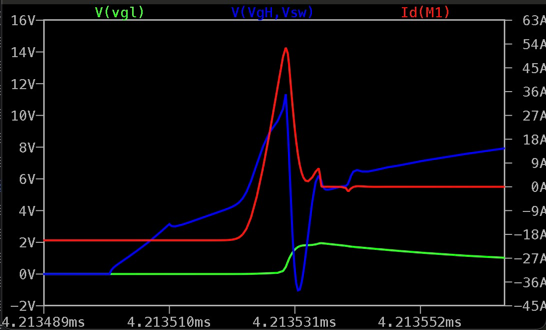 V(vgl) V(VgH,Vsw) Id(M1)
16V 63A
14V 54A
12V 45A
10V 36A
27A
8V 18A
6V 9A
0A
4V -9A
2V -18A
-27A
0V -36A
-2V -45A
4.213489ms 4.213510ms 4.213531ms 4.213552ms